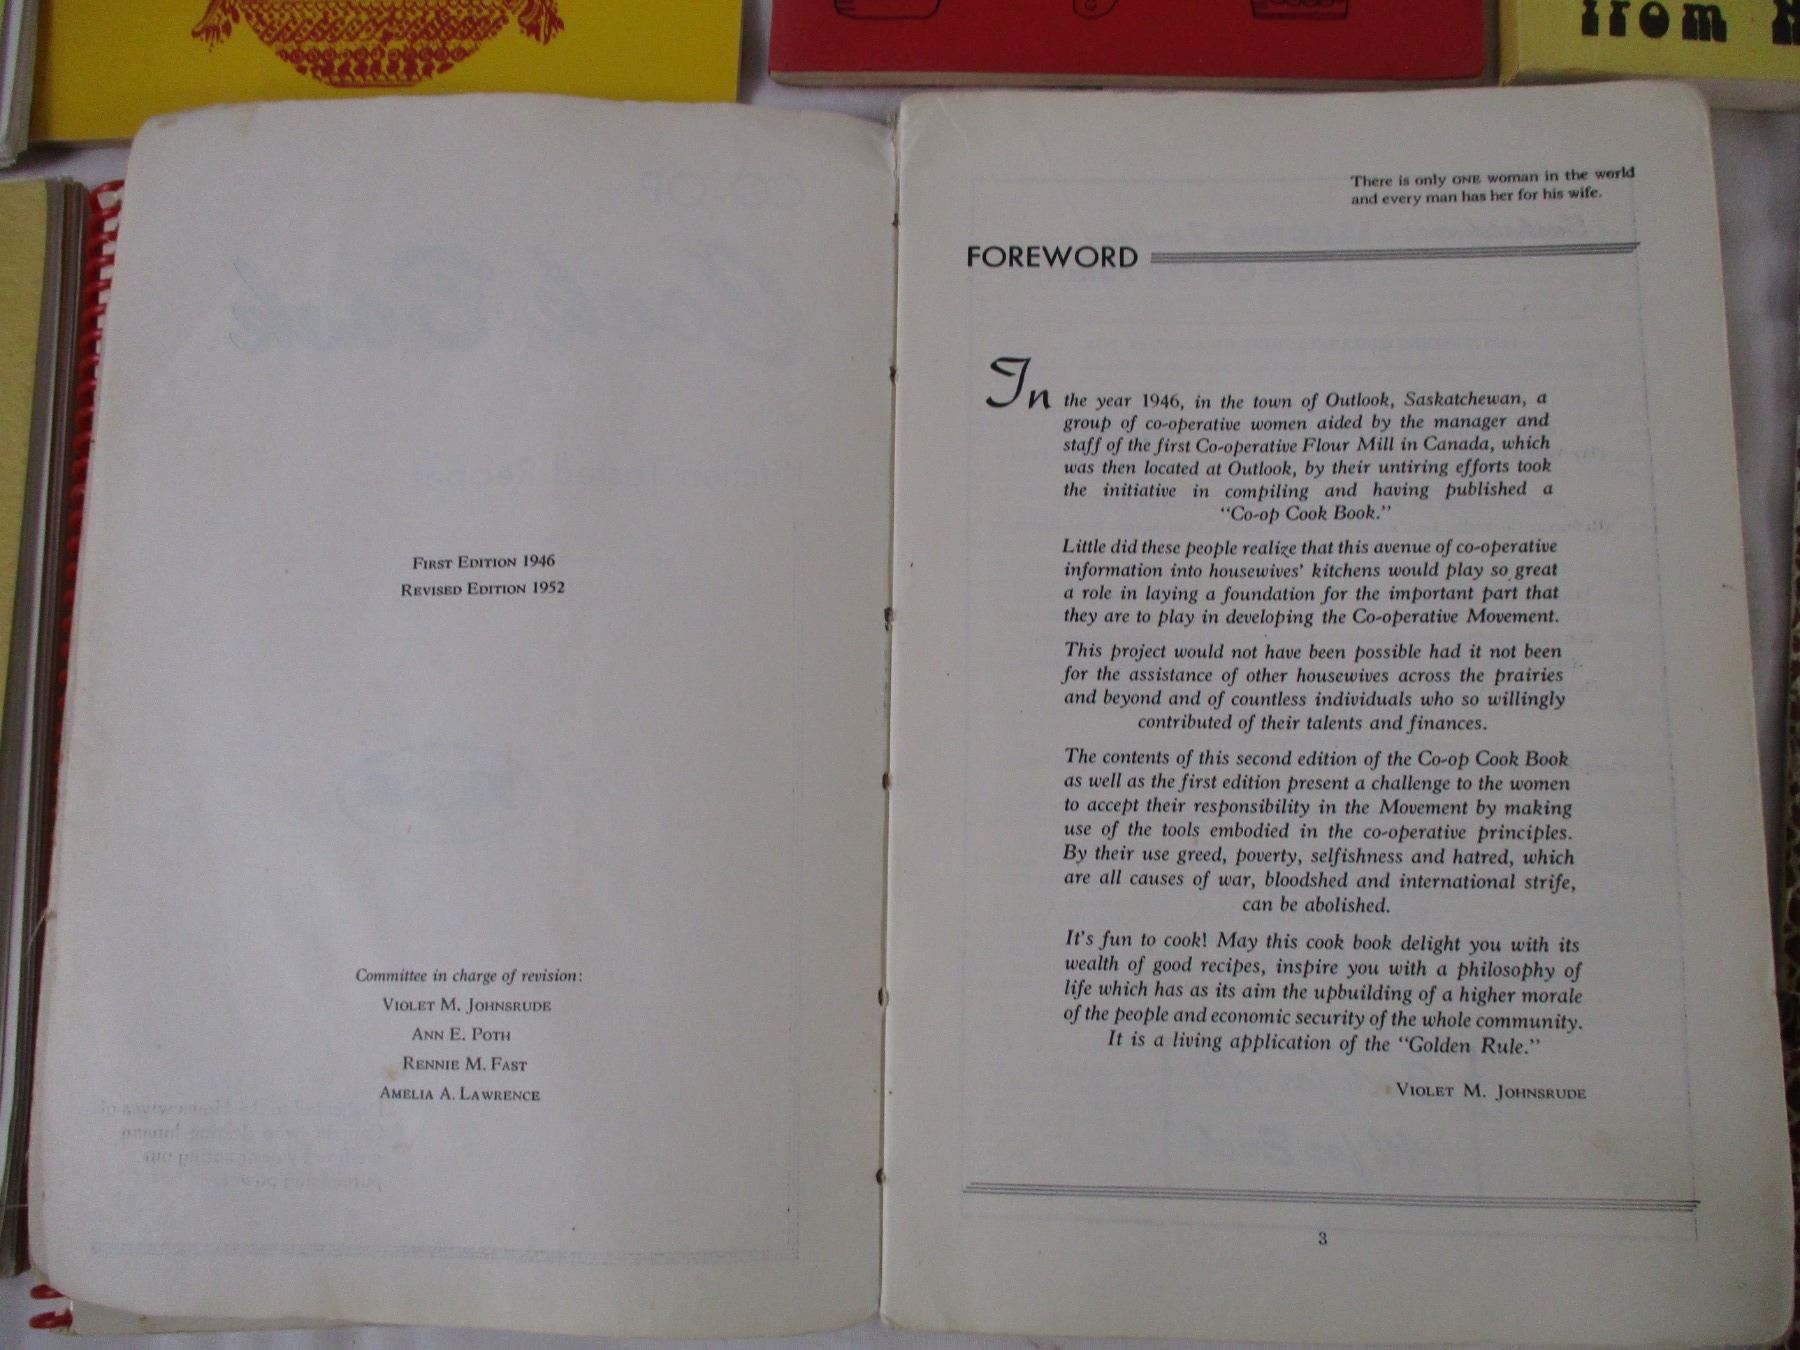 from
First Edition 1946
Revised Edition 1952
Committee in charge of revision:
Violet M. Johnsrude
Ann E. Poth
Rennie M. Fast
Amelia A. Lawrence
There is only ONE woman in the world
and every man has her for his wife.
FOREWORD
In the year 1946, in the town of Outlook, Saskatchewan, a
group of co-operative women aided by the manager and
staff of the first Co-operative Flour Mill in Canada, which
was then located at Outlook, by their untiring efforts took
the initiative in compiling and having published a
"Co-op Cook Book."
Little did these people realize that this avenue of co-operative
information into housewives' kitchens would play so great
a role in laying a foundation for the important part that
they are to play in developing the Co-operative Movement.
This project would not have been possible had it not been
for the assistance of other housewives across the prairies
and beyond and of countless individuals who so willingly
contributed of their talents and finances.
The contents of this second edition of the Co-op Cook Book
as well as the first edition present a challenge to the women
to accept their responsibility in the Movement by making
use of the tools embodied in the co-operative principles.
By their use greed, poverty, selfishness and hatred, which
are all causes of war, bloodshed and international strife,
can be abolished.
It's fun to cook! May this cook book delight you with its
wealth of good recipes, inspire you with a philosophy of
life which has as its aim the upbuilding of a higher morale
of the people and economic security of the whole community.
It is a living application of the "Golden Rule."
Violet M. Johnsrude
3